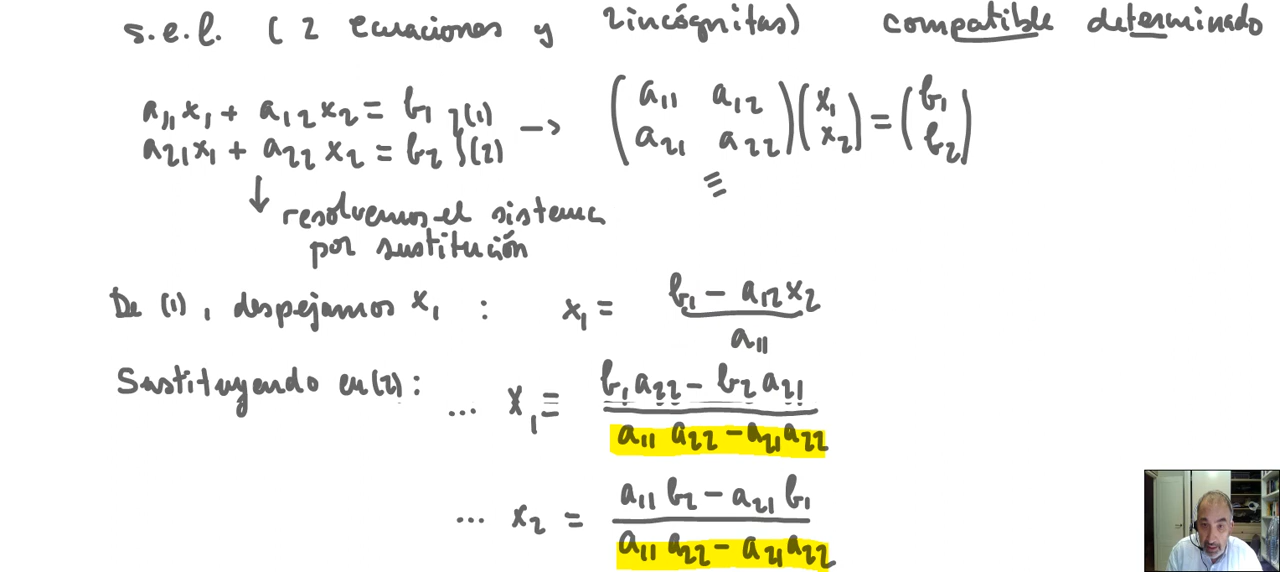 s.e.l. (2 ecuaciones y 2 incógnitas) compatible determinado
a₁₁x₁ + a₁₂x₂ = b₁ } (1)
a₂₁x₁ + a₂₂x₂ = b₂ } (2)
→ (a₁₁ a₁₂; a₂₁ a₂₂)(x₁; x₂) = (b₁; b₂)
↓ resolvemos el sistema
por sustitución
De (1), despejamos x₁ : x₁ = (b₁ - a₁₂x₂)/a₁₁
Sustituyendo en (2): ... x₁ = (b₁a₂₂ - b₂a₂₁)/(a₁₁a₂₂ - a₂₁a₂₂)
... x₂ = (a₁₁b₂ - a₂₁b₁)/(a₁₁a₂₂ - a₂₁a₂₂)